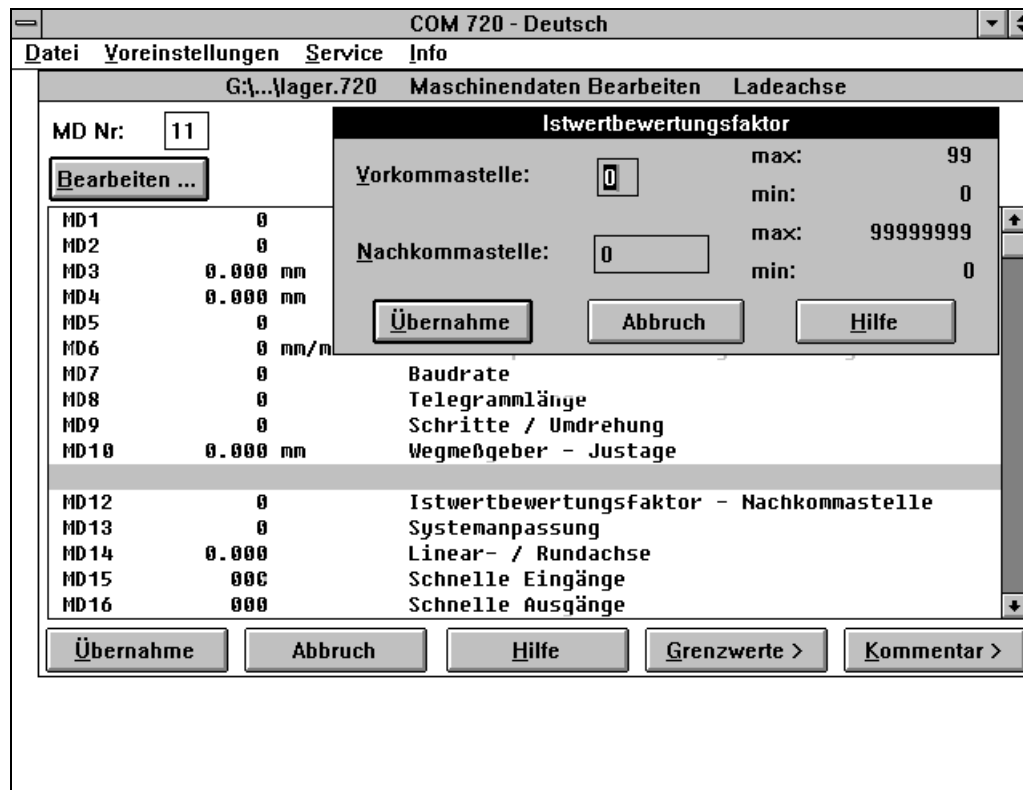 COM 720 - Deutsch
Datei Voreinstellungen Service Info
G:\...\lager.720 Maschinendaten Bearbeiten Ladeachse
MD Nr: 11
Bearbeiten ...
Istwertbewertungsfaktor
Vorkommastelle: 0 max: 99
min: 0
Nachkommastelle: 0 max: 99999999
min: 0
Übernahme Abbruch Hilfe
MD1 0
MD2 0
MD3 0.000 mm
MD4 0.000 mm
MD5 0
MD6 0 mm/m
MD7 0 Baudrate
MD8 0 Telegrammlänge
MD9 0 Schritte / Umdrehung
MD10 0.000 mm Wegmeßgeber - Justage
MD12 0 Istwertbewertungsfaktor - Nachkommastelle
MD13 0 Systemanpassung
MD14 0.000 Linear- / Rundachse
MD15 00C Schnelle Eingänge
MD16 000 Schnelle Ausgänge
Übernahme Abbruch Hilfe Grenzwerte > Kommentar >